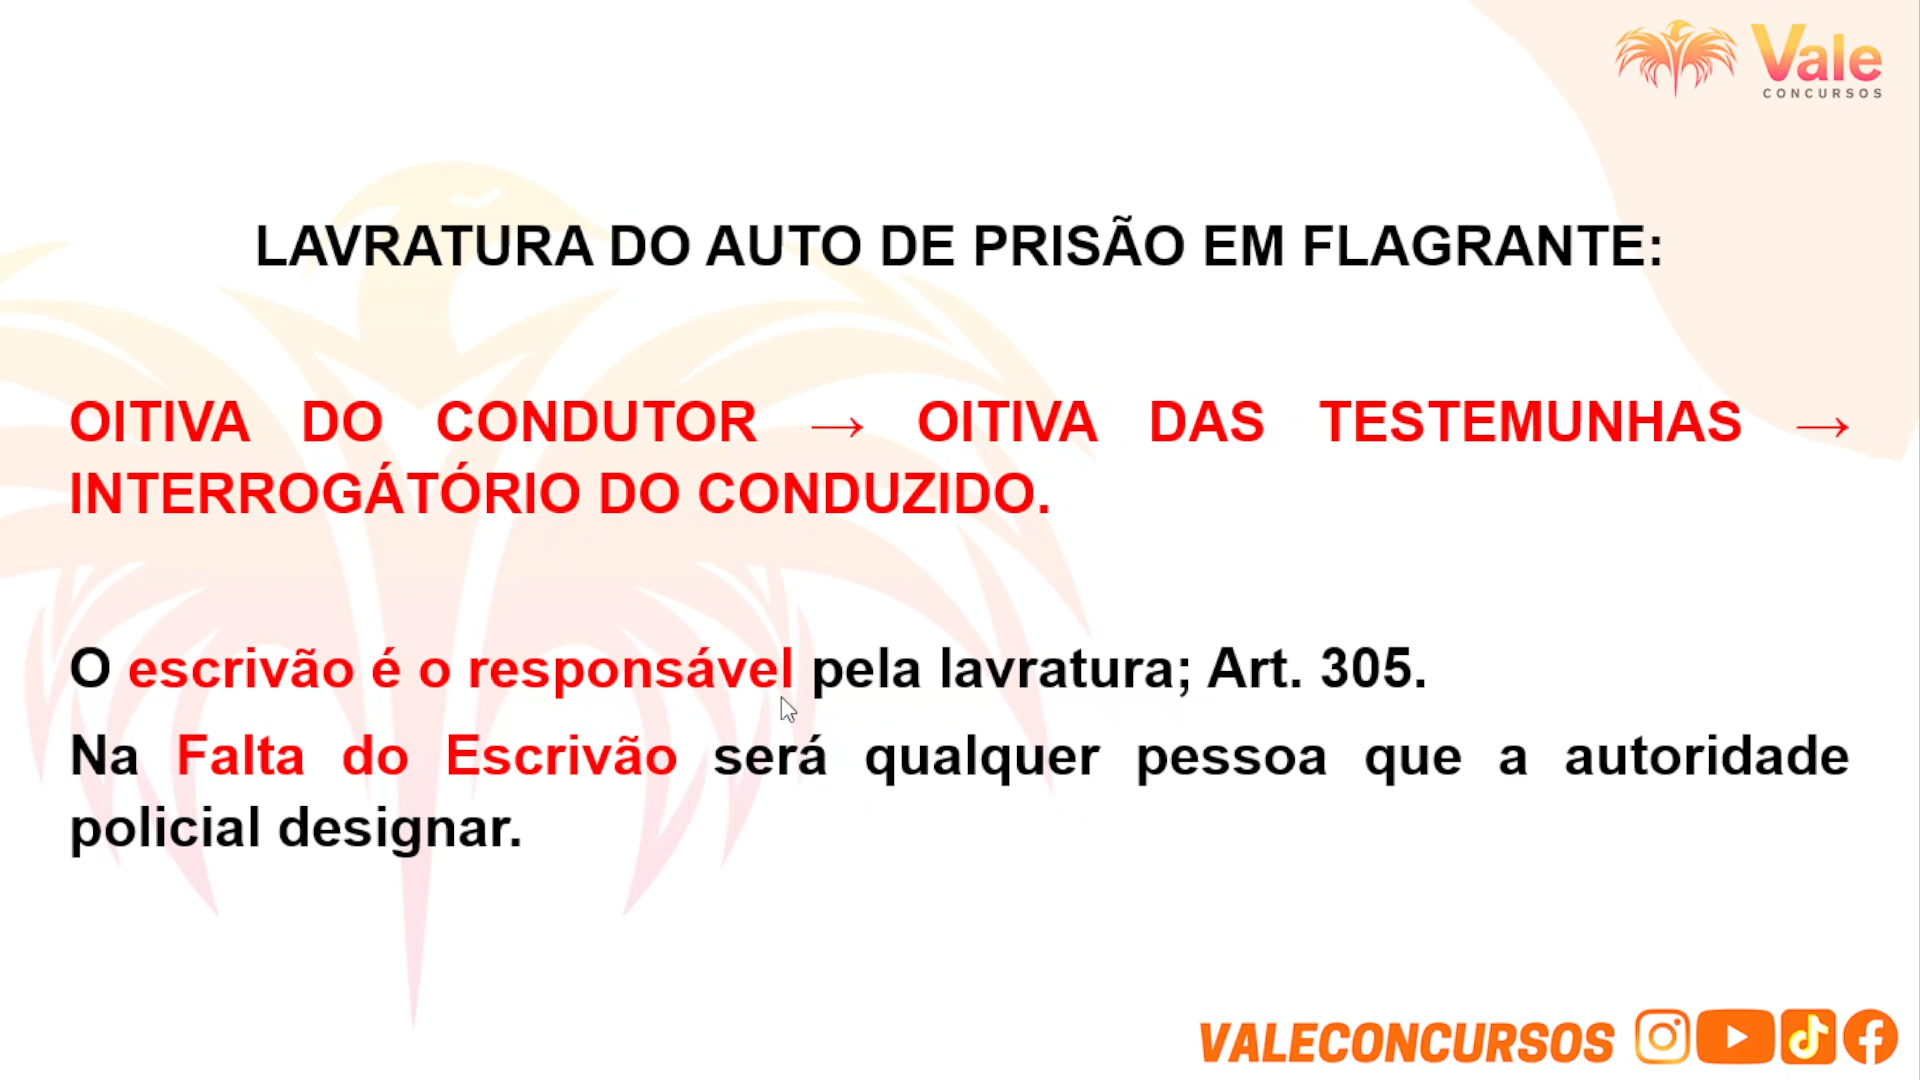 Vale
CONCURSOS
LAVRATURA DO AUTO DE PRISÃO EM FLAGRANTE:
OITIVA DO CONDUTOR → OITIVA DAS TESTEMUNHAS →
INTERROGÁTÓRIO DO CONDUZIDO.
O escrivão é o responsável pela lavratura; Art. 305.
Na Falta do Escrivão será qualquer pessoa que a autoridade
policial designar.
VALECONCURSOS